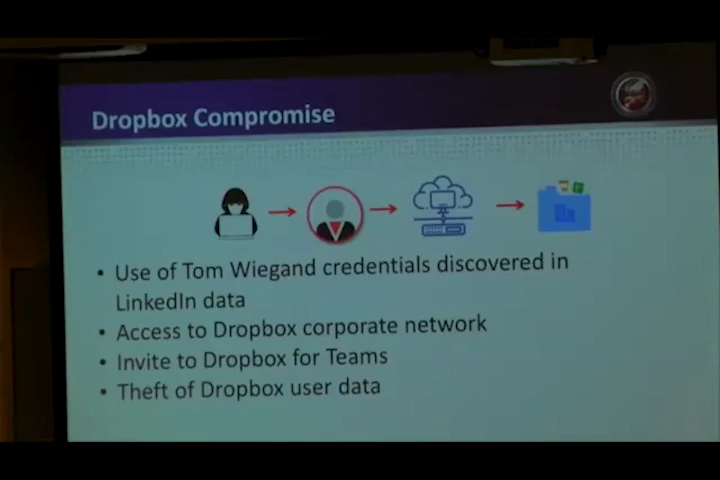 Dropbox Compromise
• Use of Tom Wiegand credentials discovered in
LinkedIn data
• Access to Dropbox corporate network
• Invite to Dropbox for Teams
• Theft of Dropbox user data